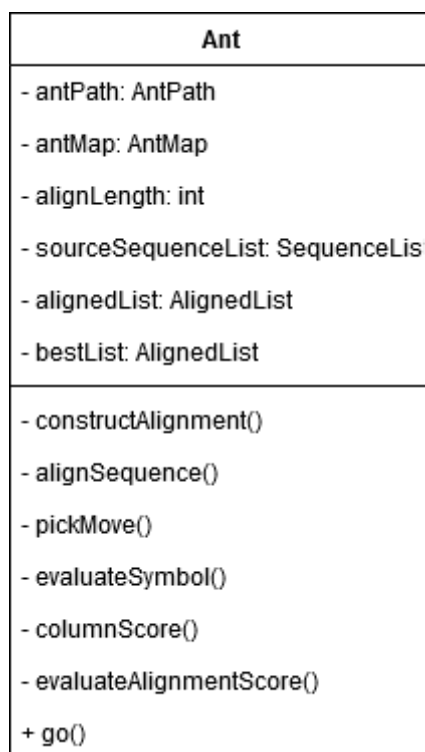 Ant
- antPath: AntPath
- antMap: AntMap
- alignLength: int
- sourceSequenceList: SequenceList
- alignedList: AlignedList
- bestList: AlignedList
- constructAlignment()
- alignSequence()
- pickMove()
- evaluateSymbol()
- columnScore()
- evaluateAlignmentScore()
+ go()